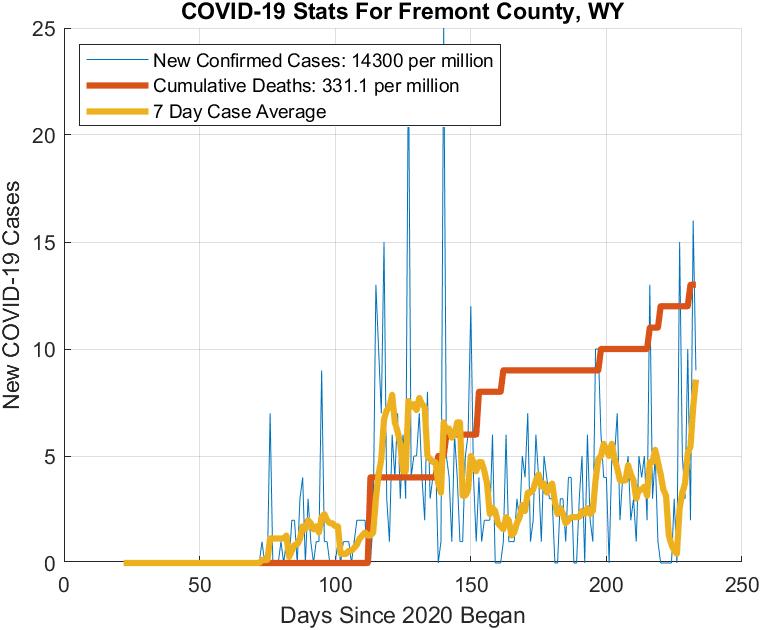 COVID-19 Stats For Fremont County, WY
25
New Confirmed Cases: 14300 per million
Cumulative Deaths: 331.1 per million
7 Day Case Average
20
15
10
5
0
New COVID-19 Cases
0 50 100 150 200 250
Days Since 2020 Began